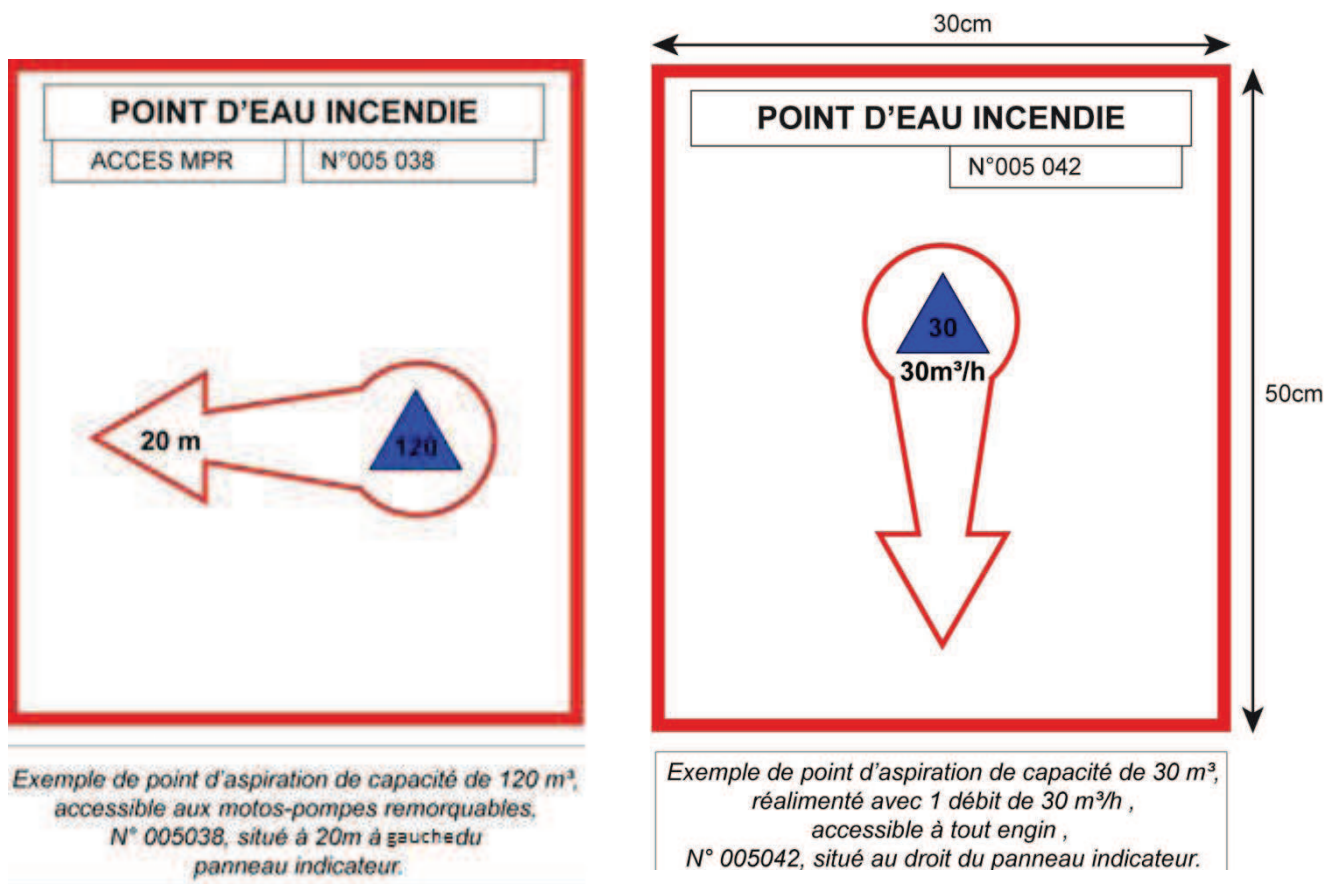 POINT D'EAU INCENDIE
ACCES MPR
N°005 038
20 m
120
Exemple de point d'aspiration de capacité de 120 m³,
accessible aux motos-pompes remorquables,
N° 005038, situé à 20m à gauche du
panneau indicateur.
30cm
POINT D'EAU INCENDIE
N°005 042
30
30m³/h
50cm
Exemple de point d'aspiration de capacité de 30 m³,
réalimenté avec 1 débit de 30 m³/h ,
accessible à tout engin ,
N° 005042, situé au droit du panneau indicateur.